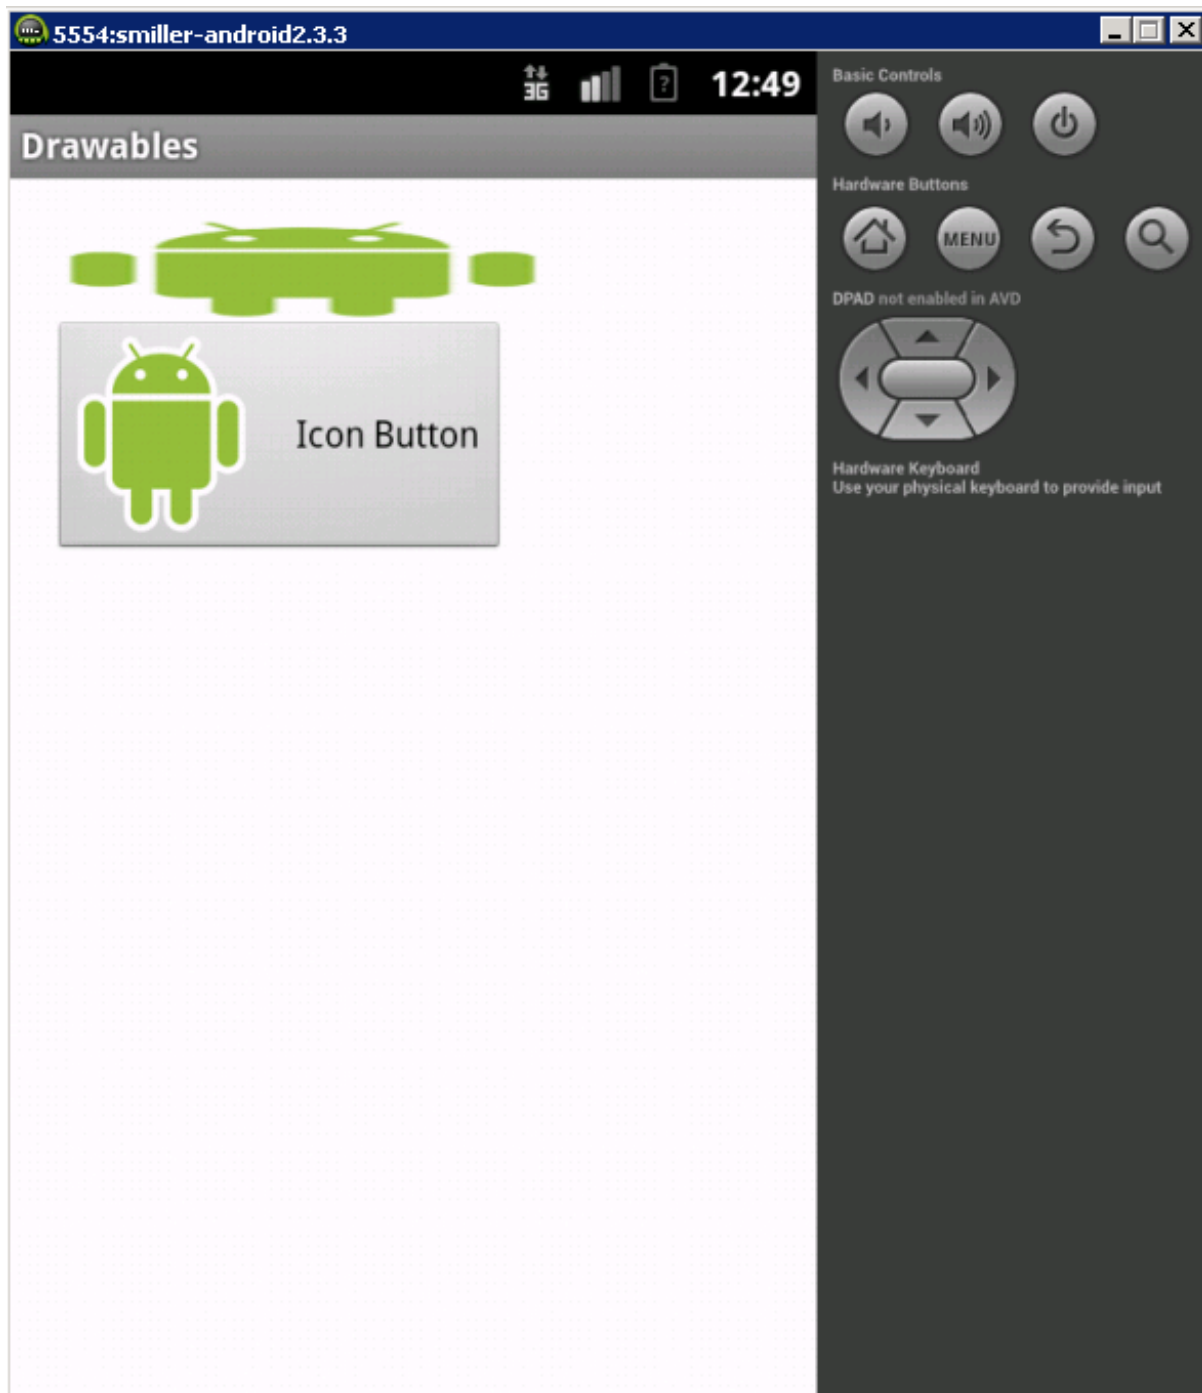 5554:smiller-android2.3.3
3G ? 12:49
Drawables
Icon Button
Basic Controls
Hardware Buttons
MENU
DPAD not enabled in AVD
Hardware Keyboard
Use your physical keyboard to provide input